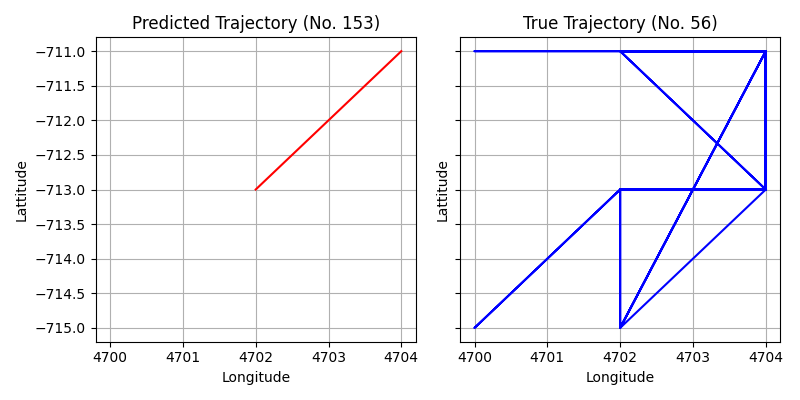 Predicted Trajectory (No. 153)
True Trajectory (No. 56)
−711.0
−711.5
−712.0
−712.5
−713.0
−713.5
−714.0
−714.5
−715.0
Lattitude
Lattitude
4700 4701 4702 4703 4704
4700 4701 4702 4703 4704
Longitude
Longitude